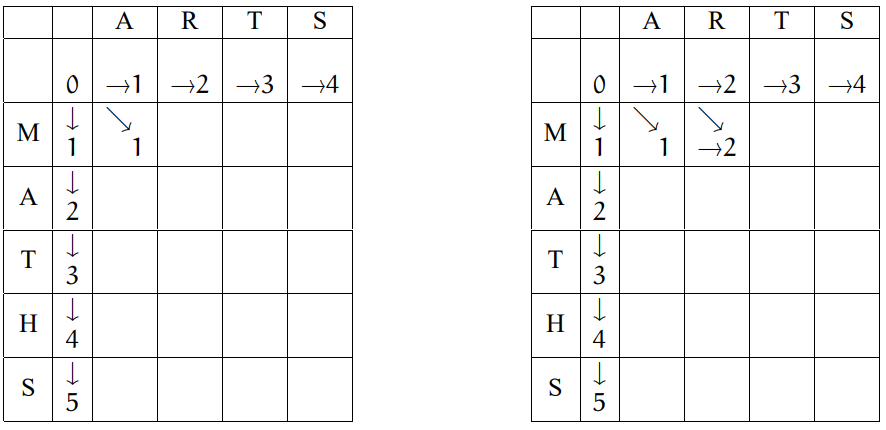 A R T S
0 →1 →2 →3 →4
M ↓ ↘
1 1
A ↓
2
T ↓
3
H ↓
4
S ↓
5
A R T S
0 →1 →2 →3 →4
M ↓ ↘ ↘
1 1 →2
A ↓
2
T ↓
3
H ↓
4
S ↓
5